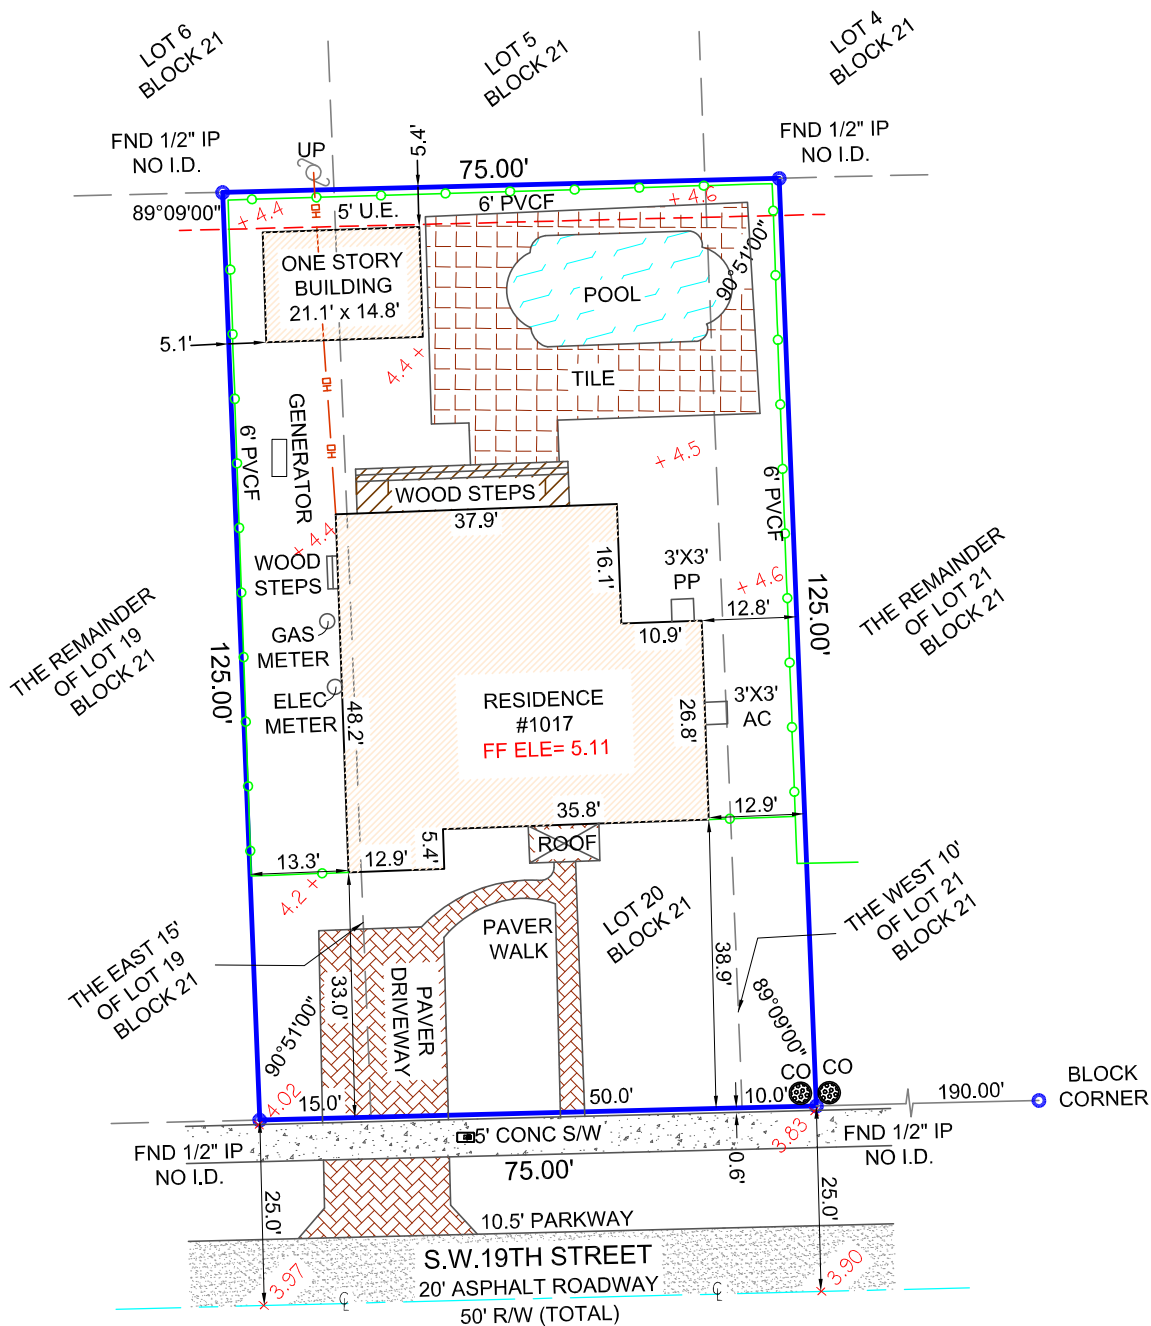 LOT 6
BLOCK 21
LOT 5
BLOCK 21
LOT 4
BLOCK 21
FND 1/2" IP
NO I.D.
UP
5.4'
75.00'
FND 1/2" IP
NO I.D.
89°09'00"
+ 4.4
5' U.E.
6' PVCF
+ 4.6
OH
ONE STORY
BUILDING
21.1' x 14.8'
POOL
90°51'00"
5.1'
4.4 +
TILE
OH
GENERATOR
6' PVCF
OH
+ 4.5
6' PVCF
WOOD STEPS
37.9'
+ 4.4
WOOD
STEPS
16.1'
3'X3'
PP
+ 4.6
12.8'
10.9'
THE REMAINDER
OF LOT 19
BLOCK 21
THE REMAINDER
OF LOT 21
BLOCK 21
125.00'
125.00'
GAS
METER
ELEC
METER
48.2'
RESIDENCE
#1017
FF ELE= 5.11
26.8'
3'X3'
AC
35.8'
12.9'
5.4'
ROOF
13.3'
12.9'
4.2 +
THE EAST 15'
OF LOT 19
BLOCK 21
PAVER
WALK
LOT 20
BLOCK 21
THE WEST 10'
OF LOT 21
BLOCK 21
33.0'
PAVER
DRIVEWAY
38.9'
90°51'00"
89°09'00"
4.02
15.0'
50.0'
10.0'
CO
CO
190.00'
BLOCK
CORNER
5' CONC S/W
3.83
FND 1/2" IP
NO I.D.
FND 1/2" IP
NO I.D.
75.00'
0.6'
25.0'
25.0'
10.5' PARKWAY
S.W.19TH STREET
20' ASPHALT ROADWAY
3.97
3.90
℄
℄
50' R/W (TOTAL)